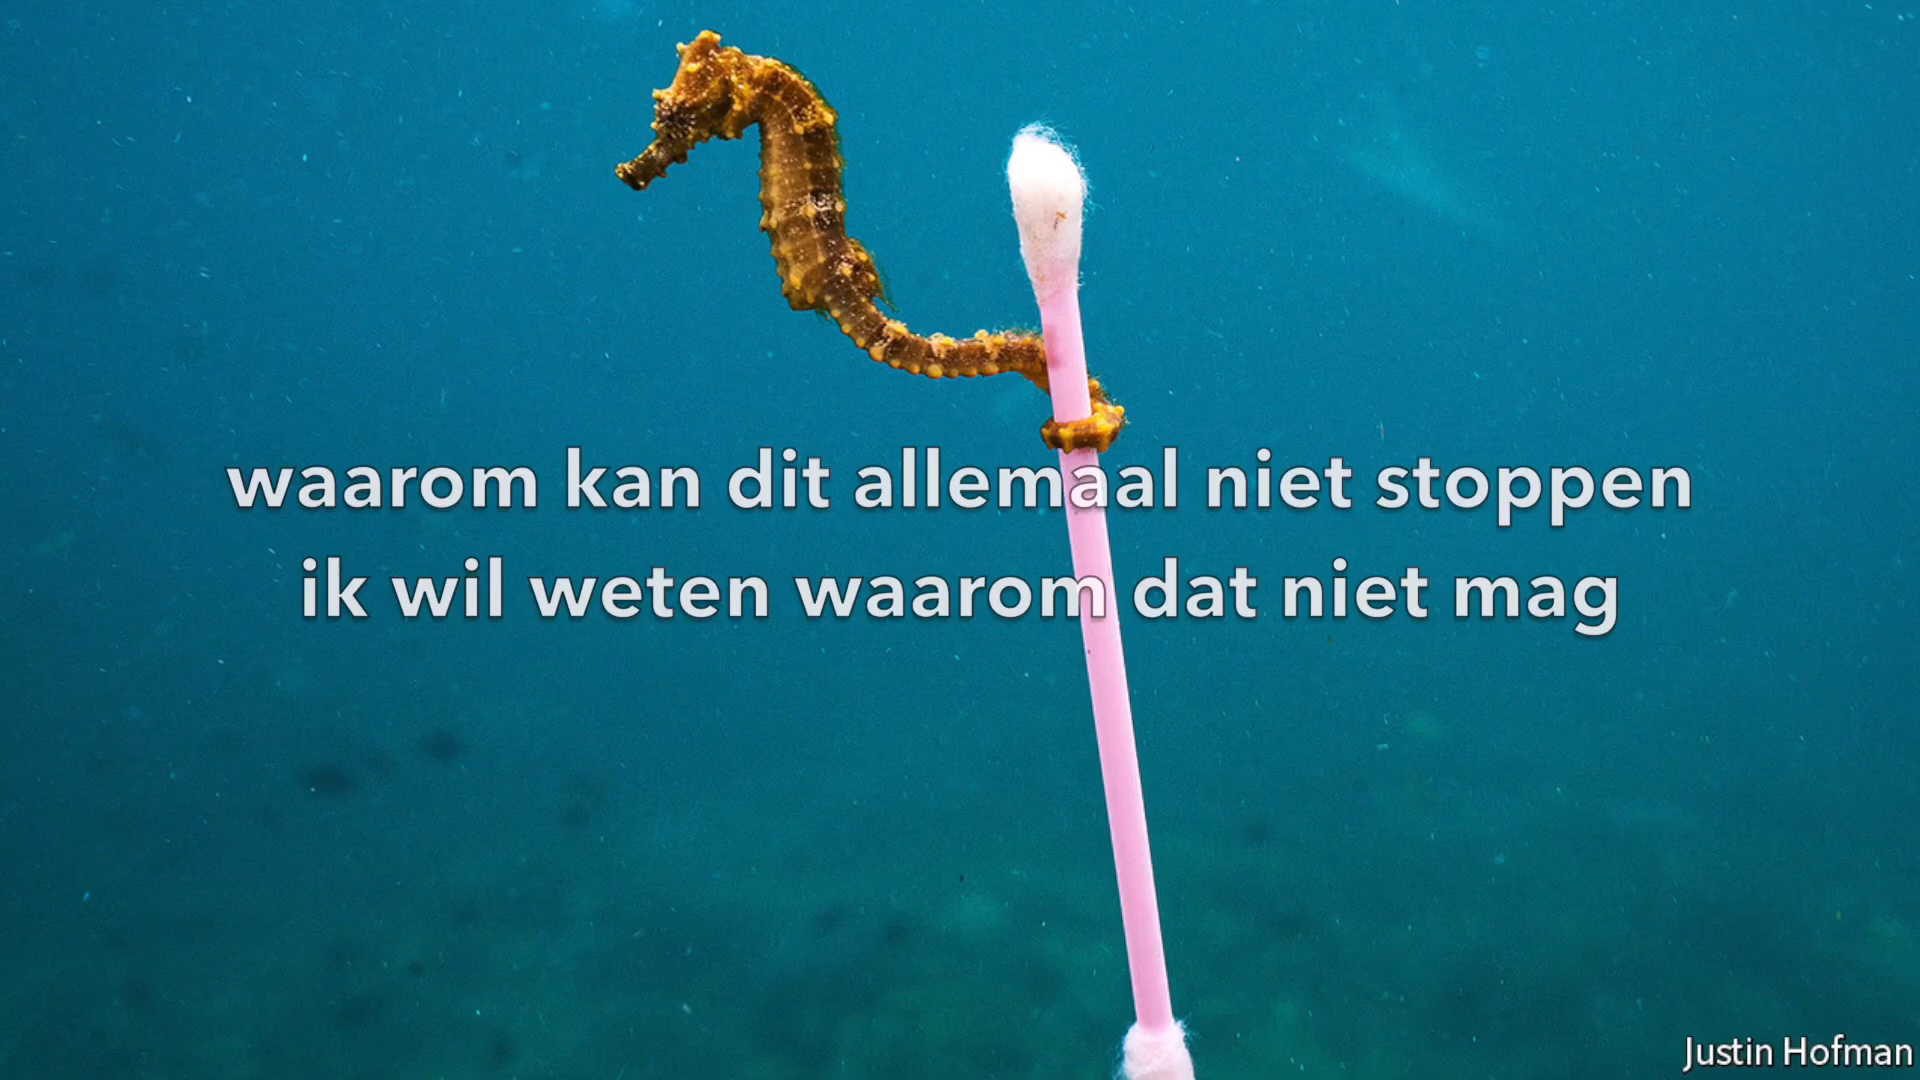 waarom kan dit allemaal niet stoppen
ik wil weten waarom dat niet mag
Justin Hofman